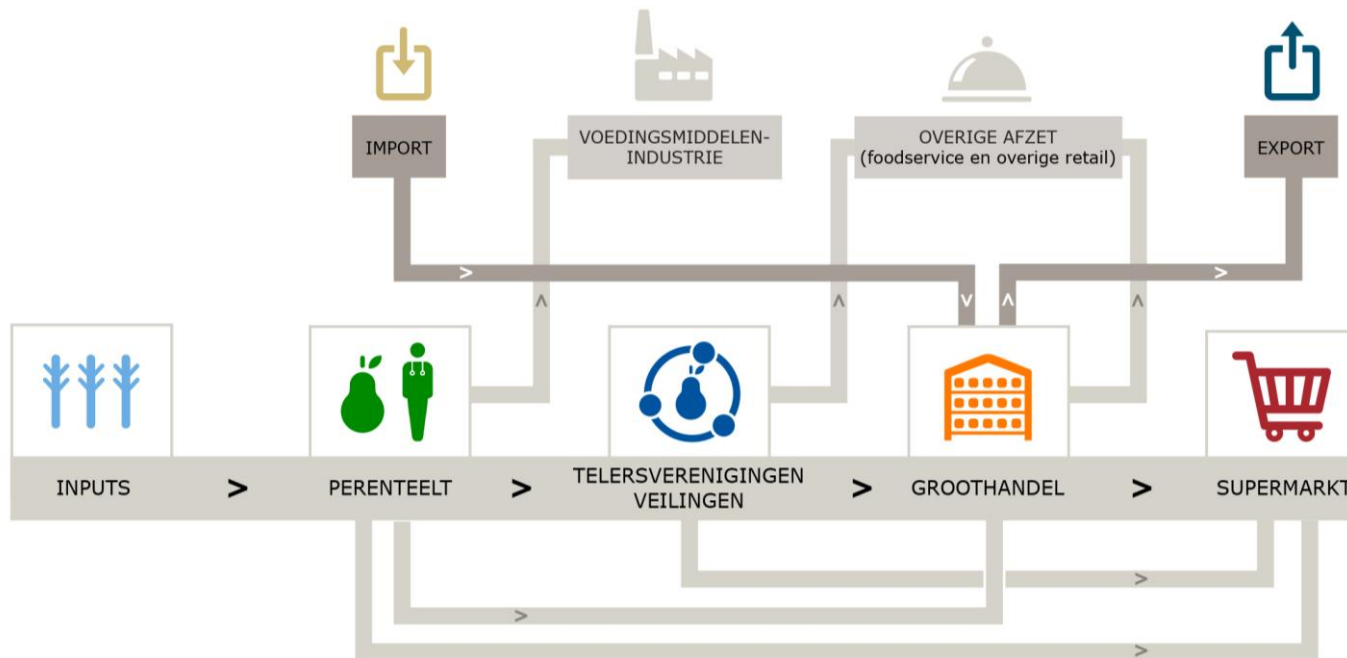 IMPORT
VOEDINGSMIDDELEN-
INDUSTRIE
OVERIGE AFZET
(foodservice en overige retail)
EXPORT
INPUTS
>
PERENTEELT
>
TELERSVERENIGINGEN
VEILINGEN
>
GROOTHANDEL
>
SUPERMARKT